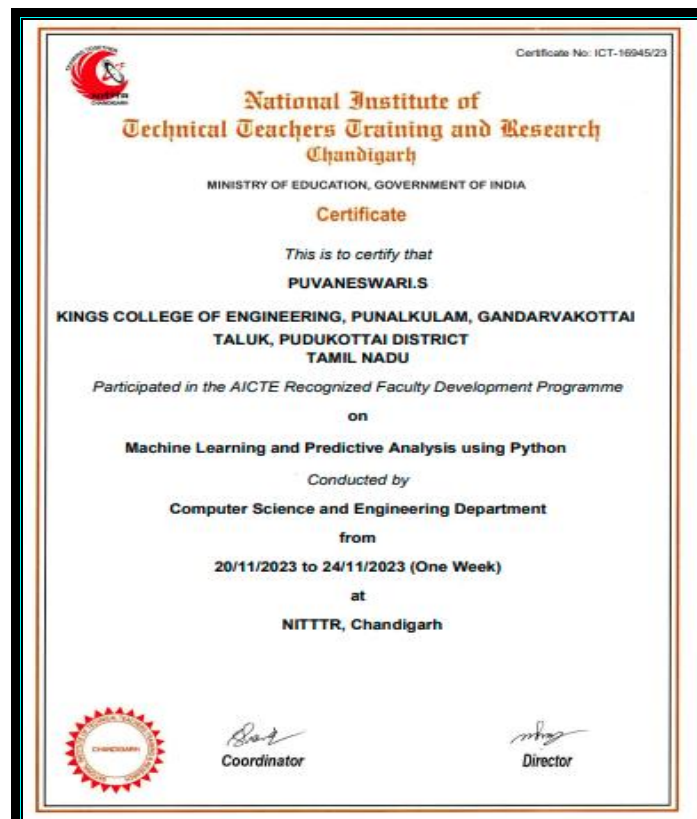 Certificate No: ICT-16945/23
CHANDIGARH
National Institute of
Technical Teachers Training and Research
Chandigarh
MINISTRY OF EDUCATION, GOVERNMENT OF INDIA
Certificate
This is to certify that
PUVANESWARI.S
KINGS COLLEGE OF ENGINEERING, PUNALKULAM, GANDARVAKOTTAI
TALUK, PUDUKOTTAI DISTRICT
TAMIL NADU
Participated in the AICTE Recognized Faculty Development Programme
on
Machine Learning and Predictive Analysis using Python
Conducted by
Computer Science and Engineering Department
from
20/11/2023 to 24/11/2023 (One Week)
at
NITTTR, Chandigarh
CHANDIGARH
Coordinator
Director